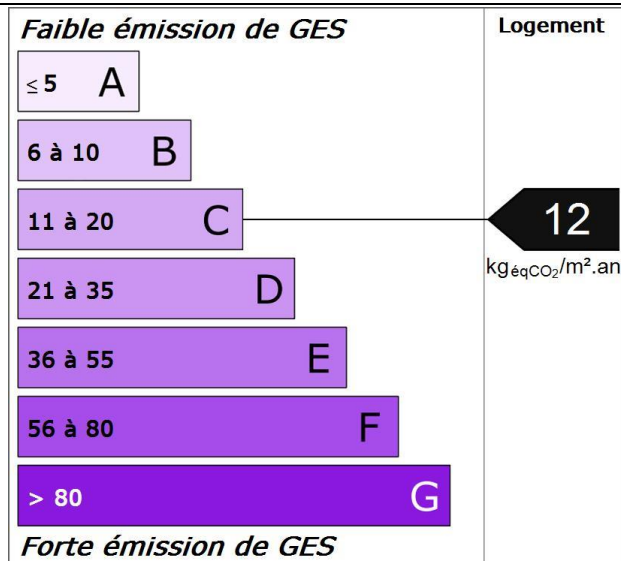 Faible émission de GES
Logement
≤ 5 A
6 à 10 B
11 à 20 C
12
kgéqCO₂/m².an
21 à 35 D
36 à 55 E
56 à 80 F
> 80 G
Forte émission de GES